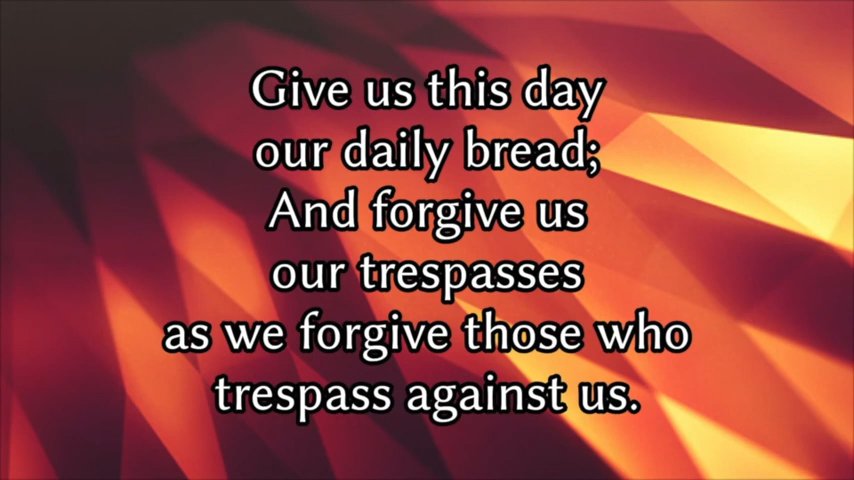 Give us this day
our daily bread;
And forgive us
our trespasses
as we forgive those who
trespass against us.